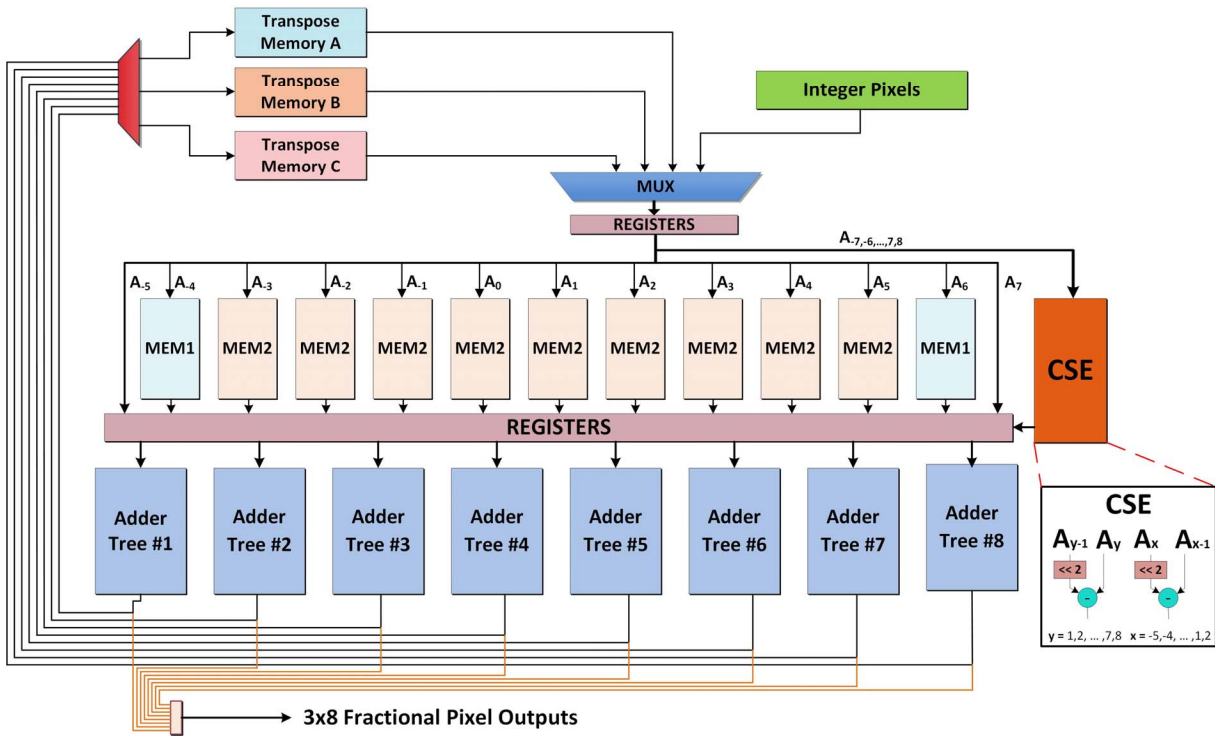 Transpose
Memory A
Transpose
Memory B
Transpose
Memory C
Integer Pixels
MUX
REGISTERS
A-7,-6,...,7,8
A-5 A-4 A-3 A-2 A-1 A0 A1 A2 A3 A4 A5 A6 A7
MEM1 MEM2 MEM2 MEM2 MEM2 MEM2 MEM2 MEM2 MEM2 MEM2 MEM1
CSE
REGISTERS
Adder Tree #1
Adder Tree #2
Adder Tree #3
Adder Tree #4
Adder Tree #5
Adder Tree #6
Adder Tree #7
Adder Tree #8
CSE
Ay-1 Ay Ax Ax-1
<< 2 << 2
- -
y = 1,2, ... ,7,8 x = -5,-4, ... ,1,2
3x8 Fractional Pixel Outputs